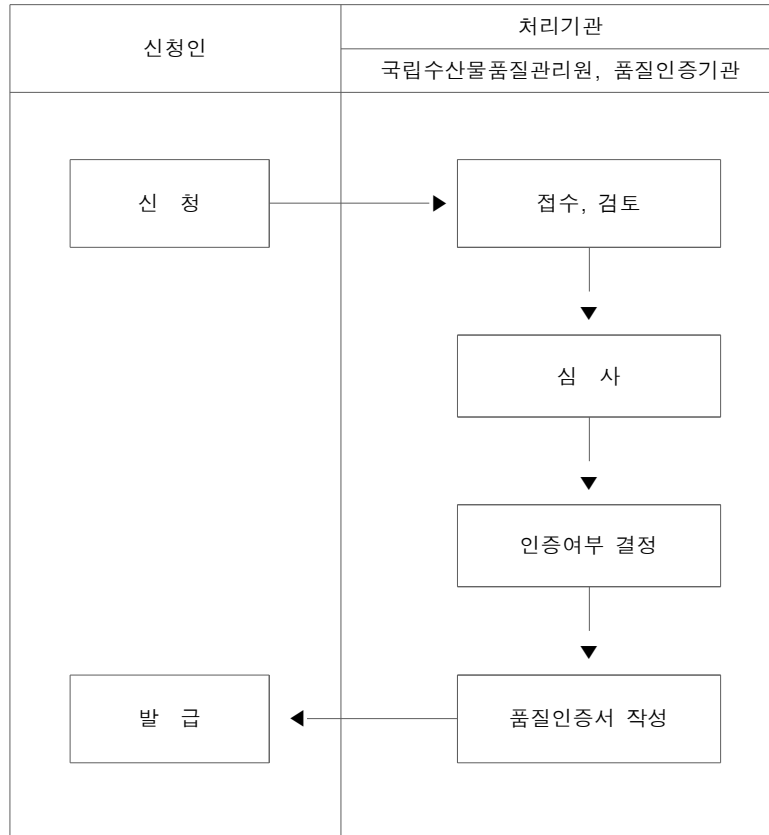 신청인
처리기관
국립수산물품질관리원, 품질인증기관
신 청
접수, 검토
심 사
인증여부 결정
발 급
품질인증서 작성